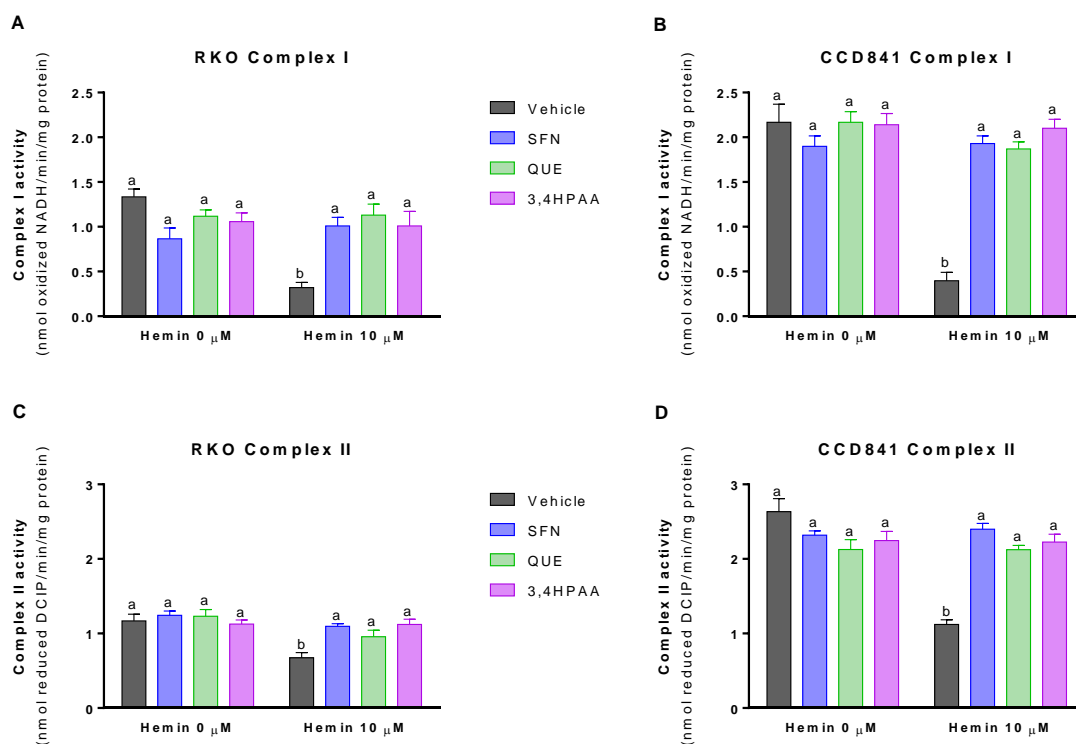 A
RKO Complex I
Complex I activity
(nmol oxidized NADH/min/mg protein)
2.5
2.0
1.5
1.0
0.5
0.0
a
a
a
a
b
a
a
a
Hemin 0 μM
Hemin 10 μM
Vehicle
SFN
QUE
3,4HPAA
B
CCD841 Complex I
Complex I activity
(nmol oxidized NADH/min/mg protein)
2.5
2.0
1.5
1.0
0.5
0.0
a
a
a
a
b
a
a
a
Hemin 0 μM
Hemin 10 μM
C
RKO Complex II
Complex II activity
(nmol reduced DCIP/min/mg protein)
3
2
1
0
a
a
a
a
b
a
a
a
Hemin 0 μM
Hemin 10 μM
Vehicle
SFN
QUE
3,4HPAA
D
CCD841 Complex II
Complex II activity
(nmol reduced DCIP/min/mg protein)
3
2
1
0
a
a
a
a
b
a
a
a
Hemin 0 μM
Hemin 10 μM